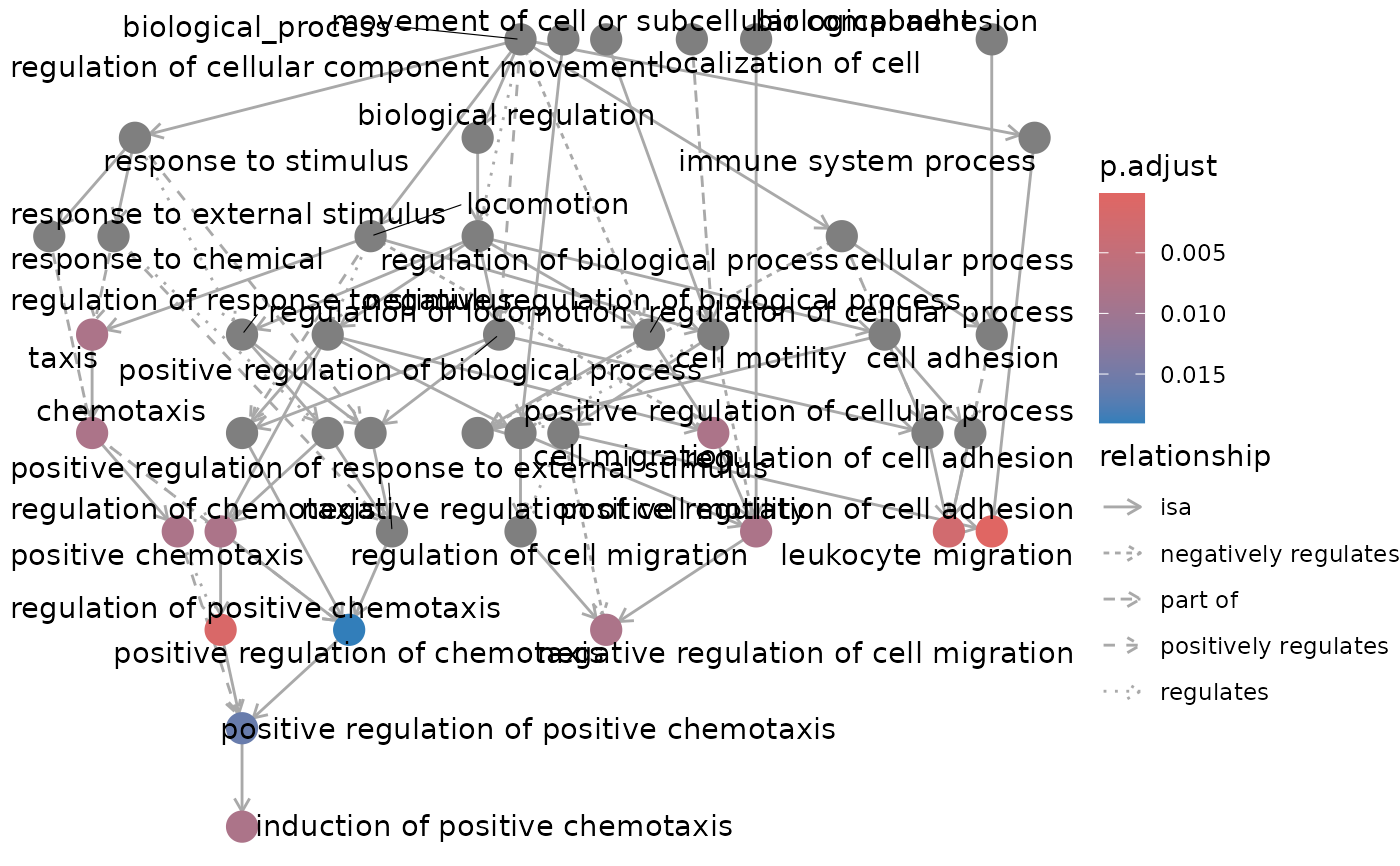 biological_process
movement of cell or subcellular component
biological adhesion
regulation of cellular component movement
localization of cell
biological regulation
response to stimulus
immune system process
response to external stimulus
locomotion
response to chemical
regulation of biological process
cellular process
regulation of response to stimulus
negative regulation of biological process
regulation of locomotion
regulation of cellular process
taxis
positive regulation of biological process
cell motility
cell adhesion
chemotaxis
positive regulation of cellular process
positive regulation of response to external stimulus
cell migration
regulation of cell adhesion
regulation of chemotaxis
negative regulation of cell motility
positive regulation of cell adhesion
positive chemotaxis
regulation of cell migration
leukocyte migration
regulation of positive chemotaxis
positive regulation of chemotaxis
negative regulation of cell migration
positive regulation of positive chemotaxis
induction of positive chemotaxis
p.adjust
0.005
0.010
0.015
relationship
isa
negatively regulates
part of
positively regulates
regulates